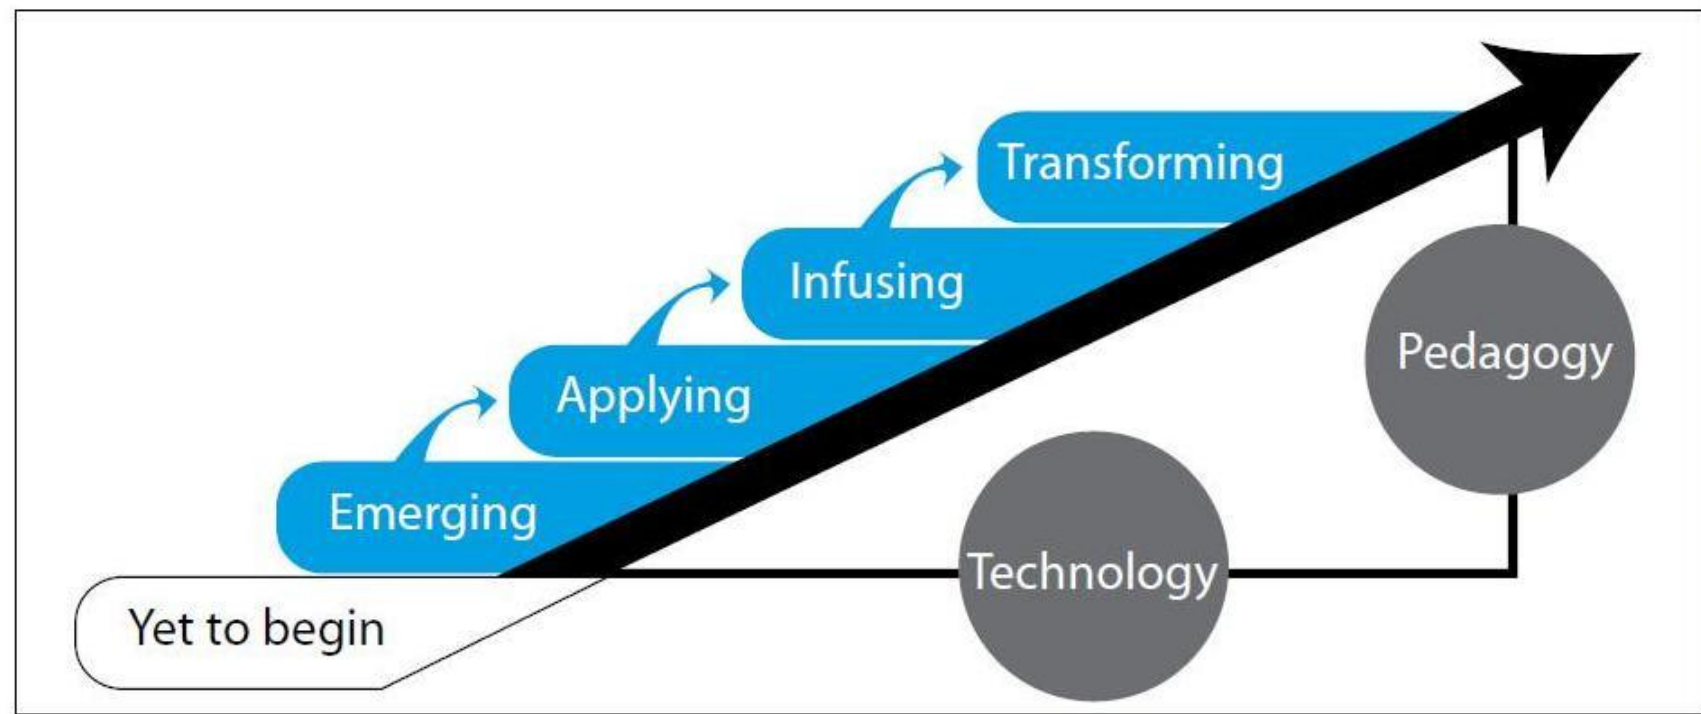 Transforming
Infusing
Pedagogy
Applying
Emerging
Technology
Yet to begin